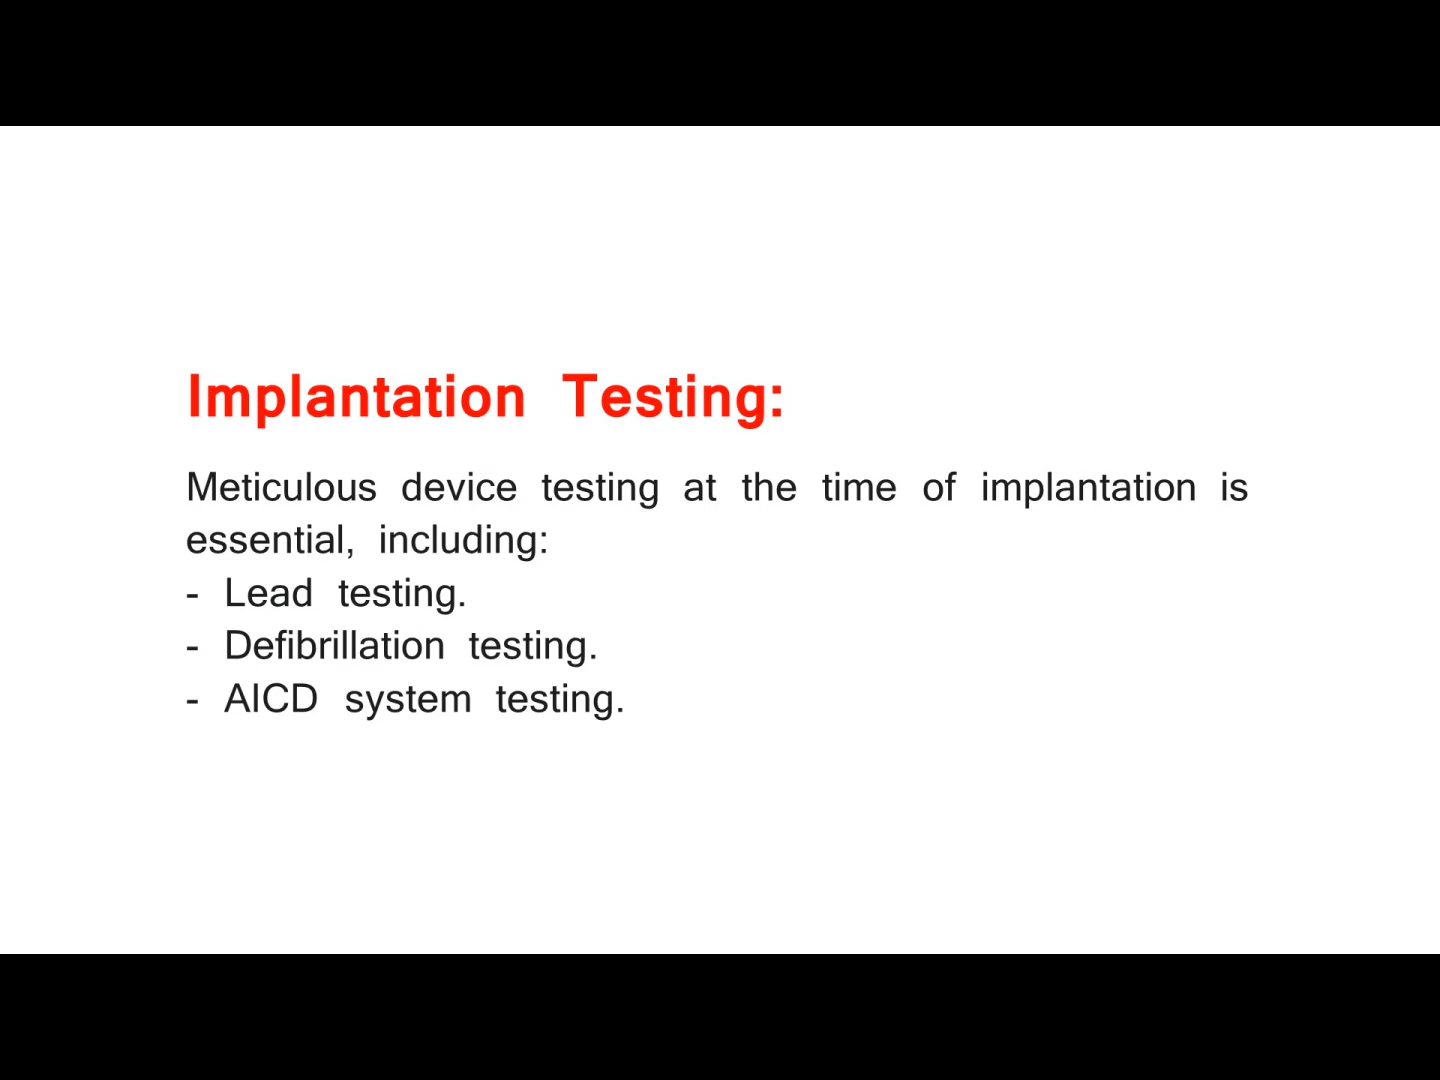 Implantation Testing:
Meticulous device testing at the time of implantation is
essential, including:
- Lead testing.
- Defibrillation testing.
- AICD system testing.